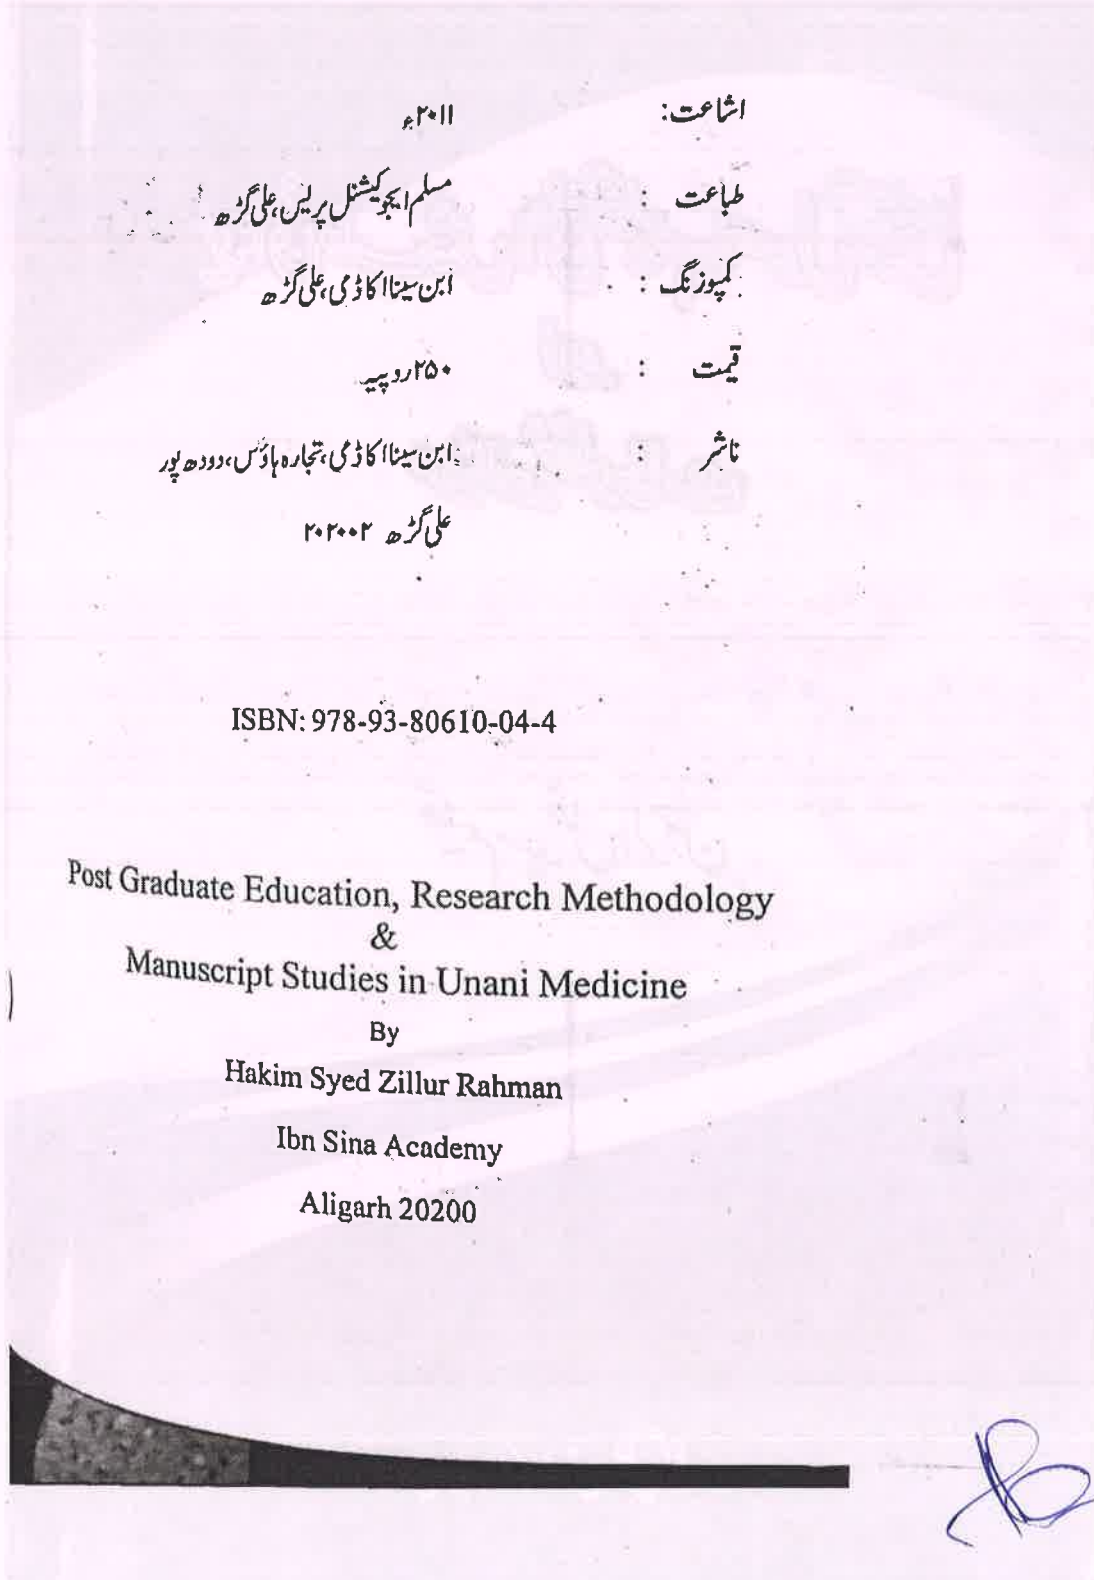 اشاعت: ۲۰۱۱ء
طباعت : مسلم ایجوکیشنل پریس، علی گڑھ
کمپوزنگ : ابن سینا اکاڈمی، علی گڑھ
قیمت : ۲۵۰ روپیہ
ناشر : ابن سینا اکاڈمی، تجارہ ہاؤس، دودھ پور
علی گڑھ ۲۰۲۰۰۲
ISBN: 978-93-80610-04-4
Post Graduate Education, Research Methodology
&
Manuscript Studies in Unani Medicine
By
Hakim Syed Zillur Rahman
Ibn Sina Academy
Aligarh 20200